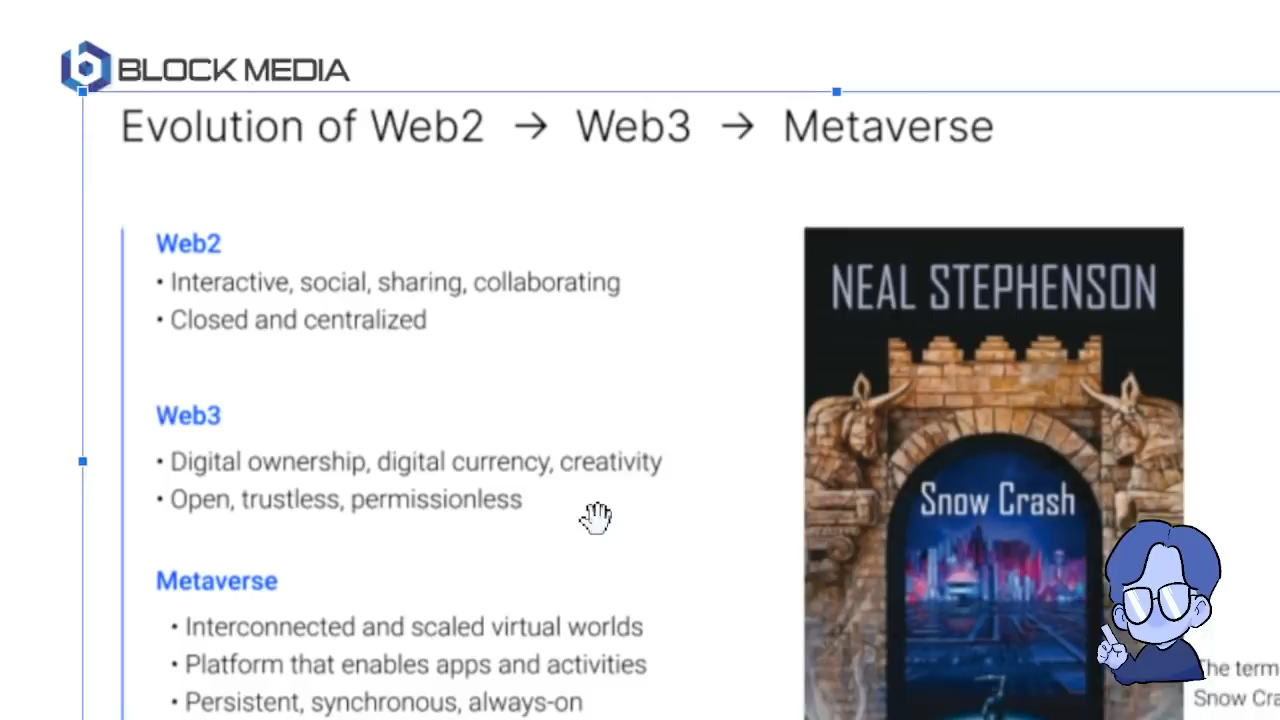 BLOCK MEDIA
Evolution of Web2 → Web3 → Metaverse
Web2
• Interactive, social, sharing, collaborating
• Closed and centralized
Web3
• Digital ownership, digital currency, creativity
• Open, trustless, permissionless
Metaverse
• Interconnected and scaled virtual worlds
• Platform that enables apps and activities
• Persistent, synchronous, always-on
NEAL STEPHENSON
Snow Crash
The term
Snow